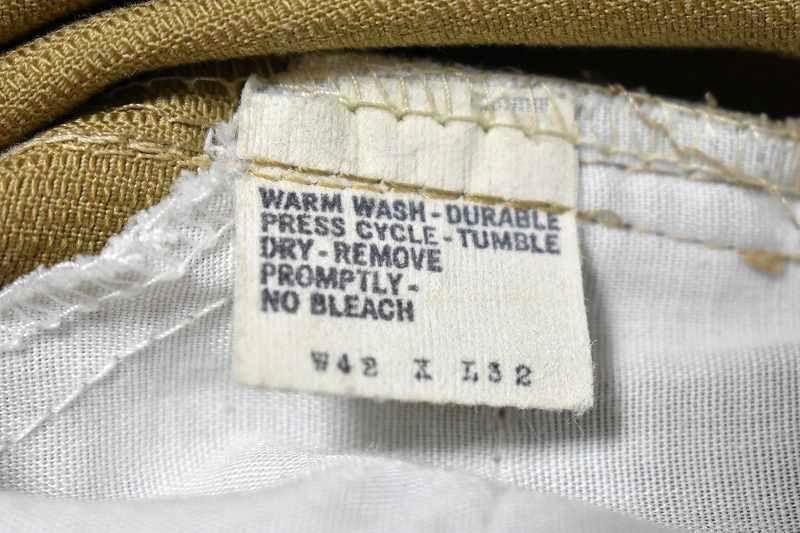 WARM WASH-DURABLE
PRESS CYCLE-TUMBLE
DRY-REMOVE
PROMPTLY-
NO BLEACH
W42 X L32